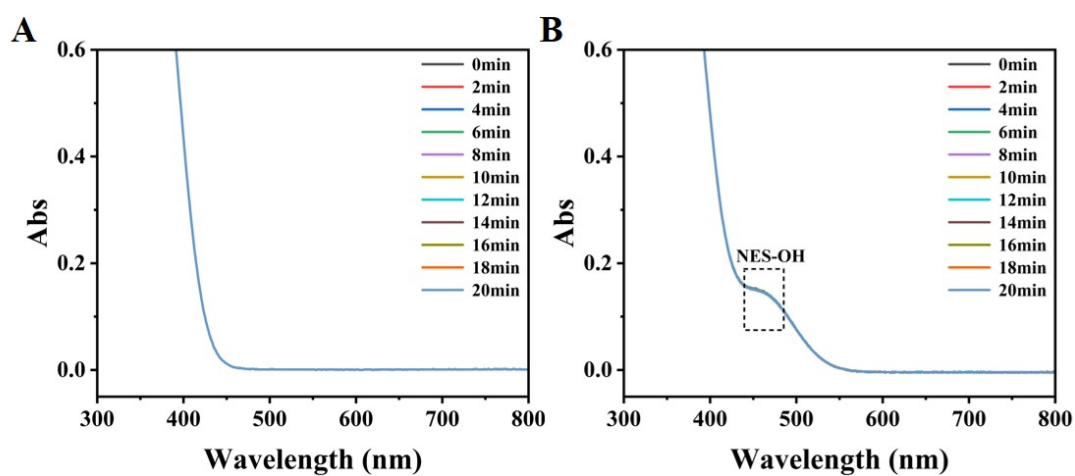 A
0.6
0.4
0.2
0.0
Abs
300 400 500 600 700 800
Wavelength (nm)
0min
2min
4min
6min
8min
10min
12min
14min
16min
18min
20min
B
0.6
0.4
0.2
0.0
Abs
300 400 500 600 700 800
Wavelength (nm)
NES-OH
0min
2min
4min
6min
8min
10min
12min
14min
16min
18min
20min